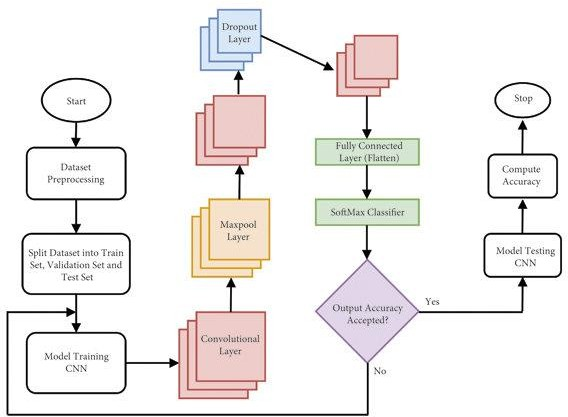 Start
Dataset
Preprocessing
Split Dataset into Train
Set, Validation Set and
Test Set
Model Training
CNN
Convolutional
Layer
Maxpool
Layer
Dropout
Layer
Fully Connected
Layer (Flatten)
SoftMax Classifier
Output Accuracy
Accepted?
Yes
No
Model Testing
CNN
Compute
Accuracy
Stop